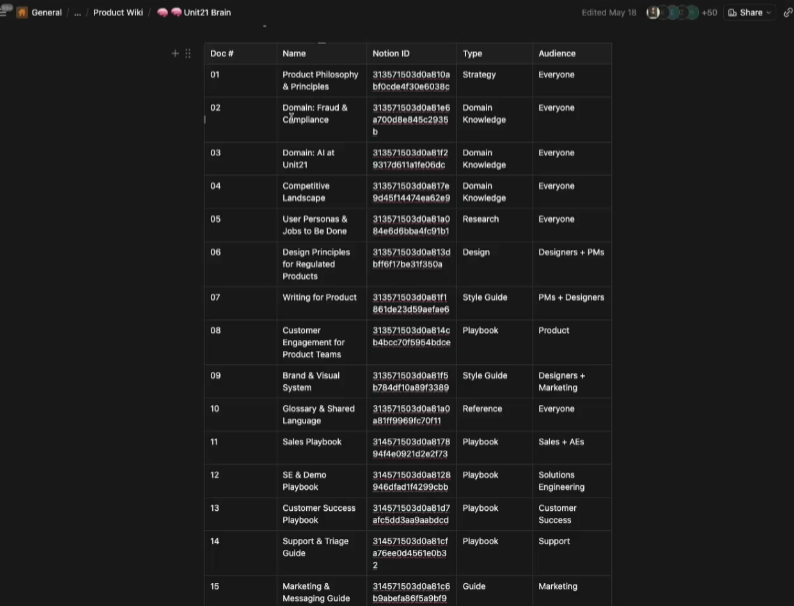 General / ... / Product Wiki / Unit21 Brain
Edited May 18 +50 Share
Doc # Name Notion ID Type Audience
01 Product Philosophy & Principles 313571503d0a810a bf0cde4f30e6038c Strategy Everyone
02 Domain: Fraud & Compliance 313571503d0a81e6 a700d8e845c2935 b Domain Knowledge Everyone
03 Domain: AI at Unit21 313571503d0a81f2 9317d611a1fe06dc Domain Knowledge Everyone
04 Competitive Landscape 313571503d0a817e 9d45f14474ea62e9 Domain Knowledge Everyone
05 User Personas & Jobs to Be Done 313571503d0a81a0 84e6d6bba4fc91b1 Research Everyone
06 Design Principles for Regulated Products 313571503d0a813d bff6f17be31f350a Design Designers + PMs
07 Writing for Product 313571503d0a81f1 861de23d59aefae6 Style Guide PMs + Designers
08 Customer Engagement for Product Teams 313571503d0a814c b4bcc70f5954bdce Playbook Product
09 Brand & Visual System 313571503d0a81f5 b784df10a89f3389 Style Guide Designers + Marketing
10 Glossary & Shared Language 313571503d0a81a0 a81ff9969fc70f11 Reference Everyone
11 Sales Playbook 314571503d0a8178 94f4e0921d2e2f73 Playbook Sales + AEs
12 SE & Demo Playbook 314571503d0a8128 946dfad1f4299cbb Playbook Solutions Engineering
13 Customer Success Playbook 314571503d0a81d7 afc5dd3aa9aabdcd Playbook Customer Success
14 Support & Triage Guide 314571503d0a81cf a76ee0d4561e0b3 2 Playbook Support
15 Marketing & Messaging Guide 314571503d0a81c6 b9abefa86f5a9bf9 Guide Marketing